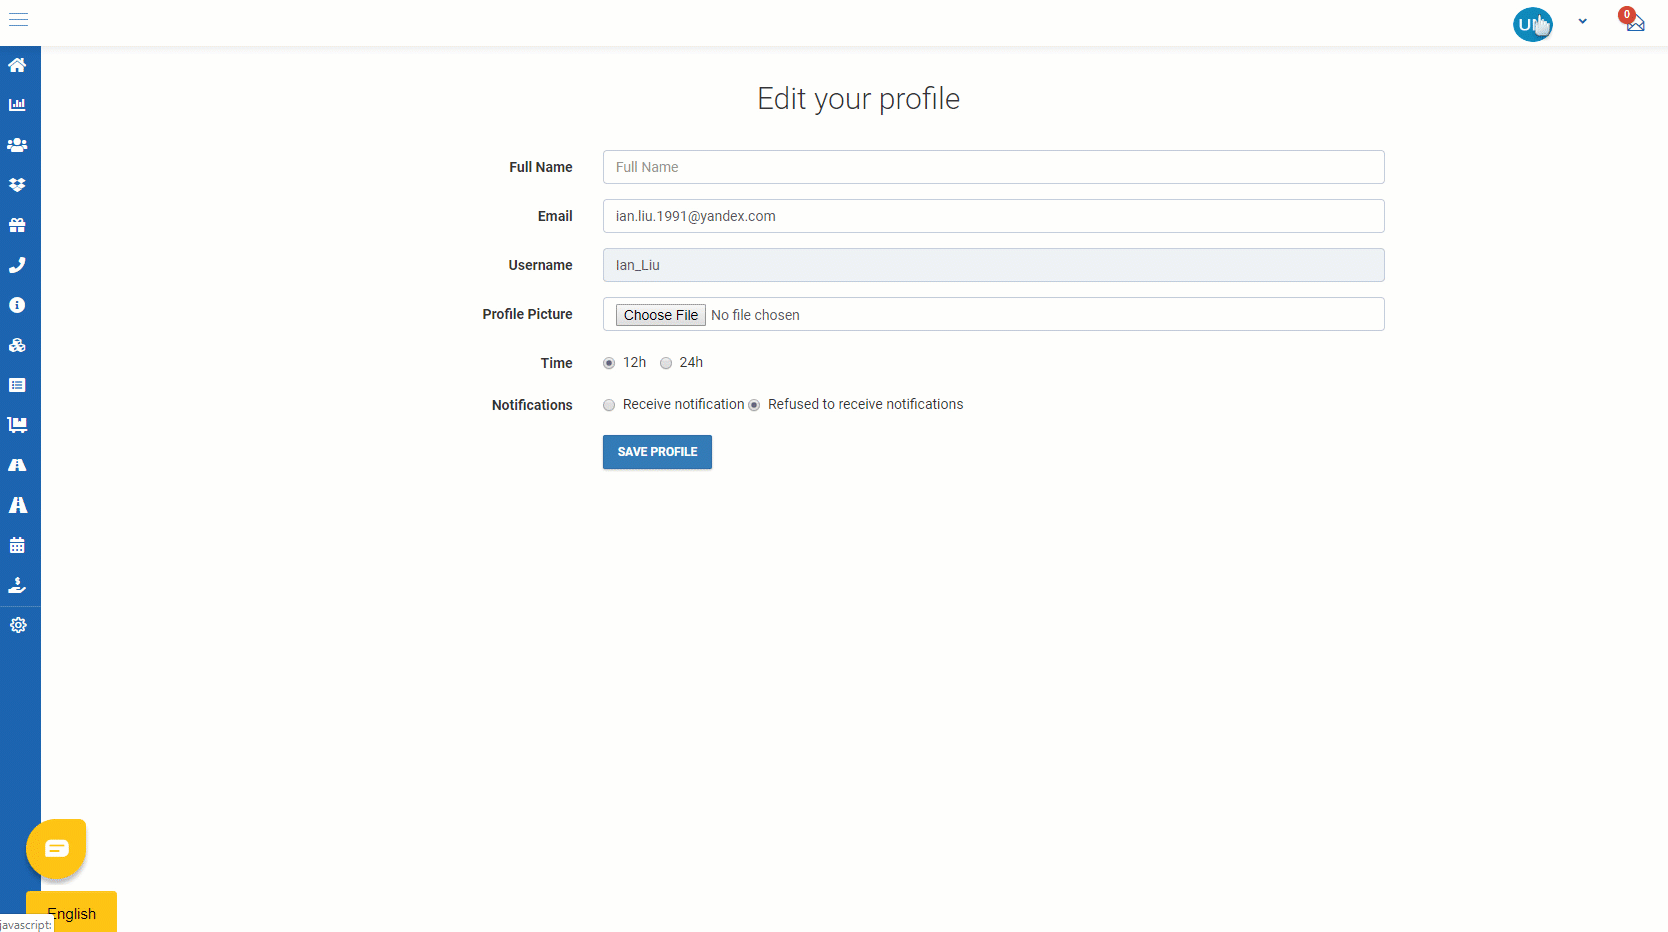 0
Edit your profile
Full Name Full Name
Email ian.liu.1991@yandex.com
Username Ian_Liu
Profile Picture Choose File No file chosen
Time 12h 24h
Notifications Receive notification Refused to receive notifications
SAVE PROFILE
English
javascript: